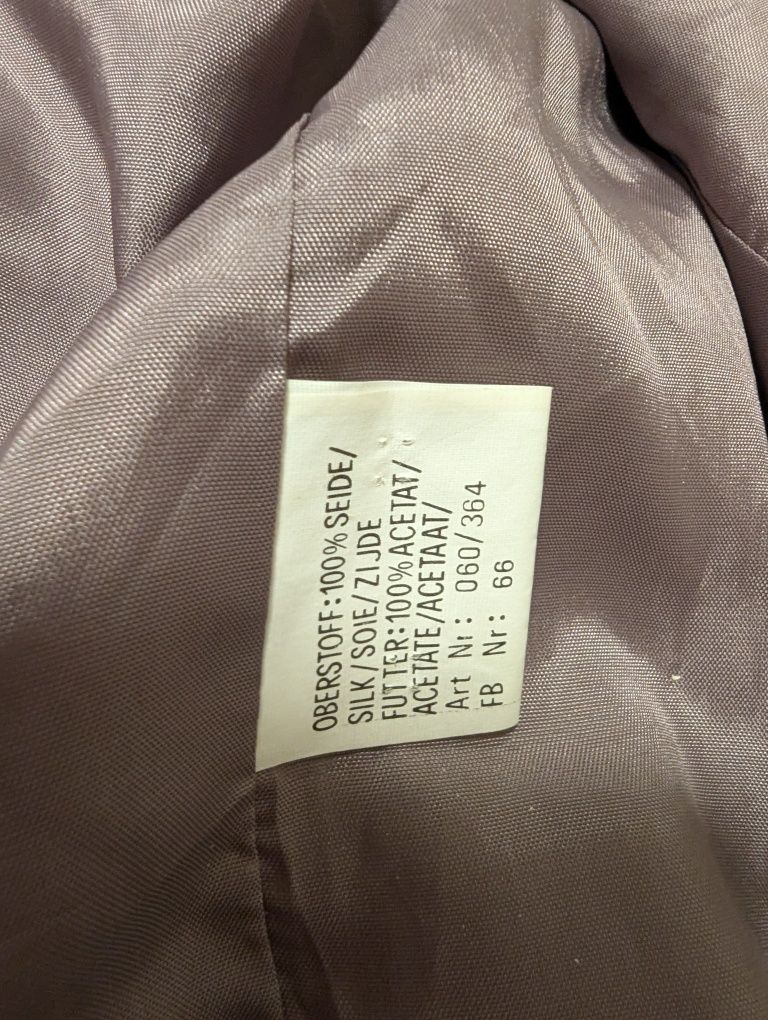 OBERSTOFF:100% SEIDE/
SILK/SOIE/ZIJDE
FUTTER:100% ACETAT/
ACETATE/ACETAAT/
Art Nr: 060/364
FB Nr: 66